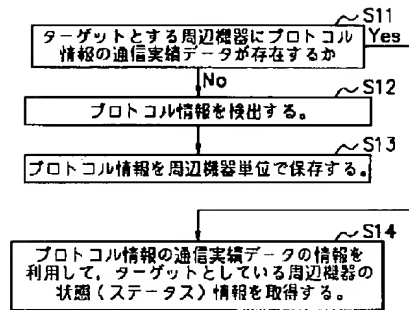 S11
ターゲットとする周辺機器にプロトコル
情報の通信実績データが存在するか
Yes
No
S12
プロトコル情報を検出する。
S13
プロトコル情報を周辺機器単位で保存する。
S14
プロトコル情報の通信実績データの情報を
利用して，ターゲットとしている周辺機器の
状態（ステータス）情報を取得する。